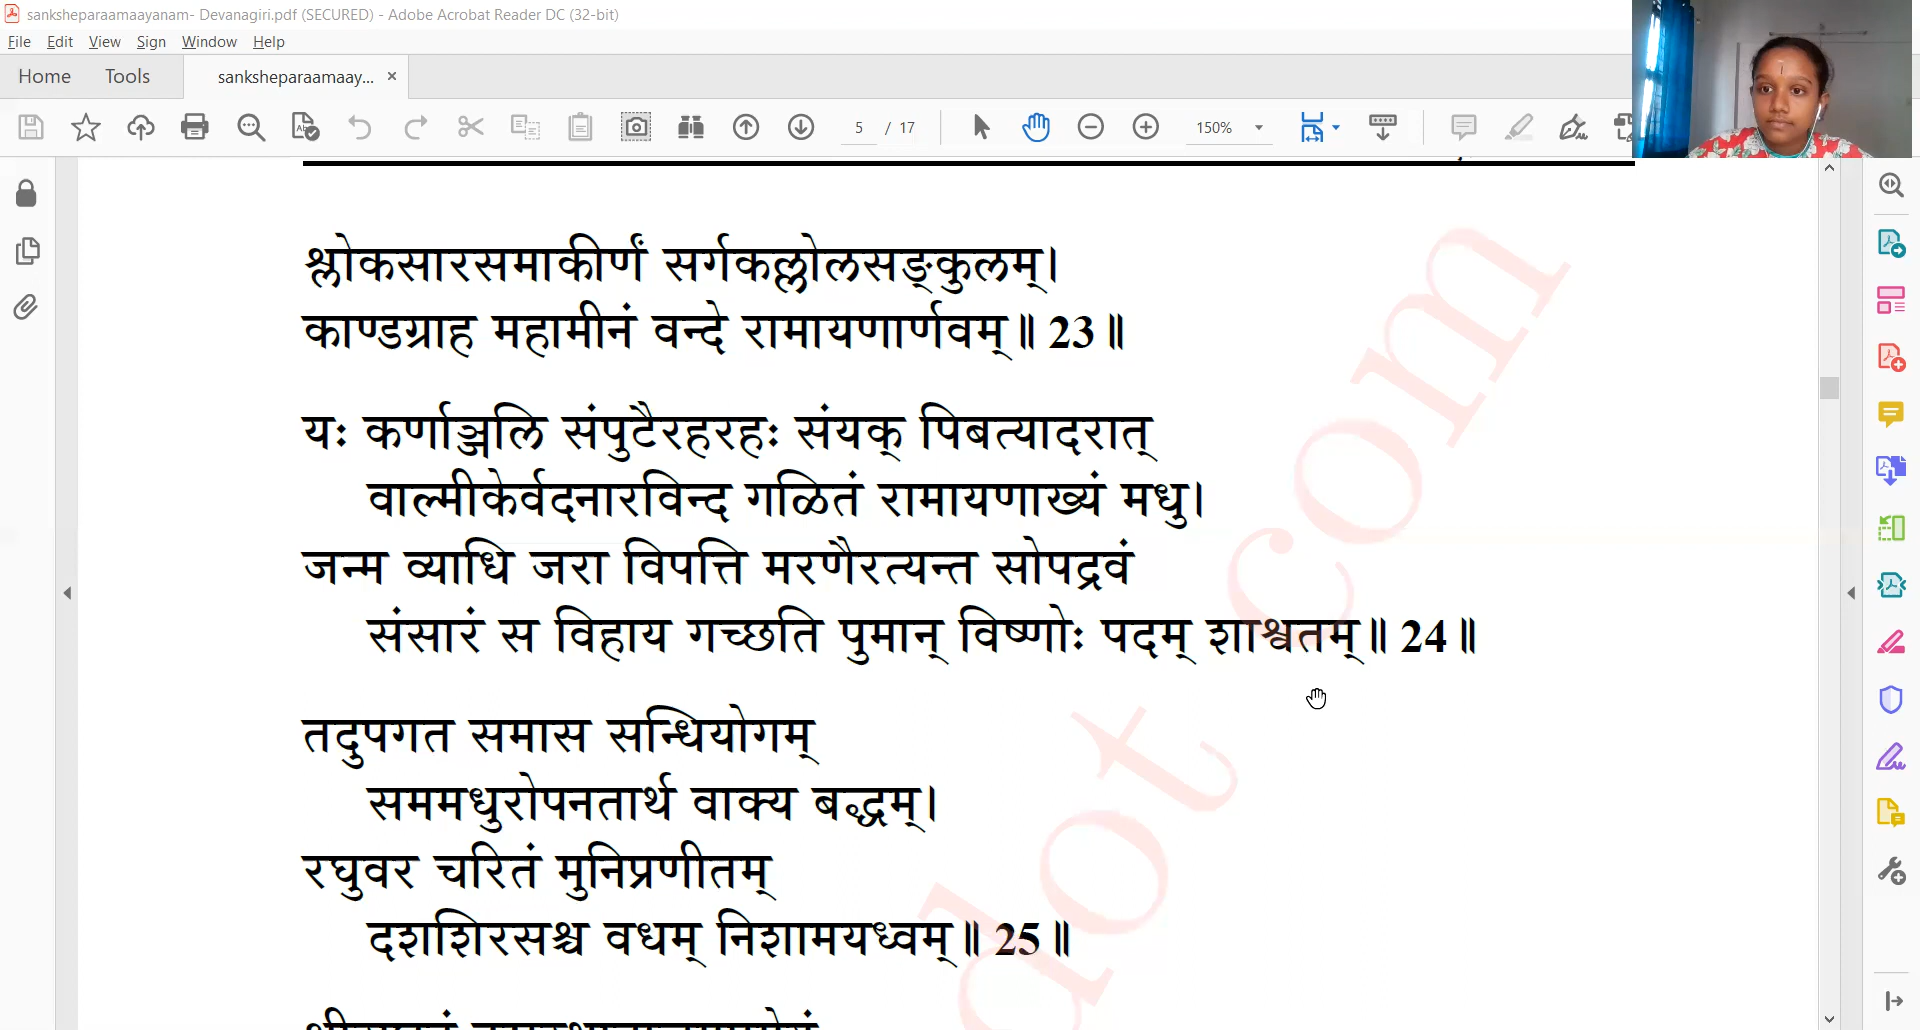 sanksheparaamaayanam- Devanagiri.pdf (SECURED) - Adobe Acrobat Reader DC (32-bit)
File Edit View Sign Window Help
Home Tools sanksheparaamaay... ×
5 / 17 150%
श्लोकसारसमाकीर्णं सर्गकल्लोलसङ्कुलम्।
काण्डग्राह महामीनं वन्दे रामायणार्णवम्॥ 23॥
यः कर्णाञ्जलि संपुटैरहरहः संयक् पिबत्यादरात्
वाल्मीकेर्वदनारविन्द गळितं रामायणाख्यं मधु।
जन्म व्याधि जरा विपत्ति मरणैरत्यन्त सोपद्रवं
संसारं स विहाय गच्छति पुमान् विष्णोः पदम् शाश्वतम्॥ 24॥
तदुपगत समास सन्धियोगम्
सममधुरोपनतार्थ वाक्य बद्धम्।
रघुवर चरितं मुनिप्रणीतम्
दशशिरसश्च वधम् निशामयध्वम्॥ 25॥
dot com